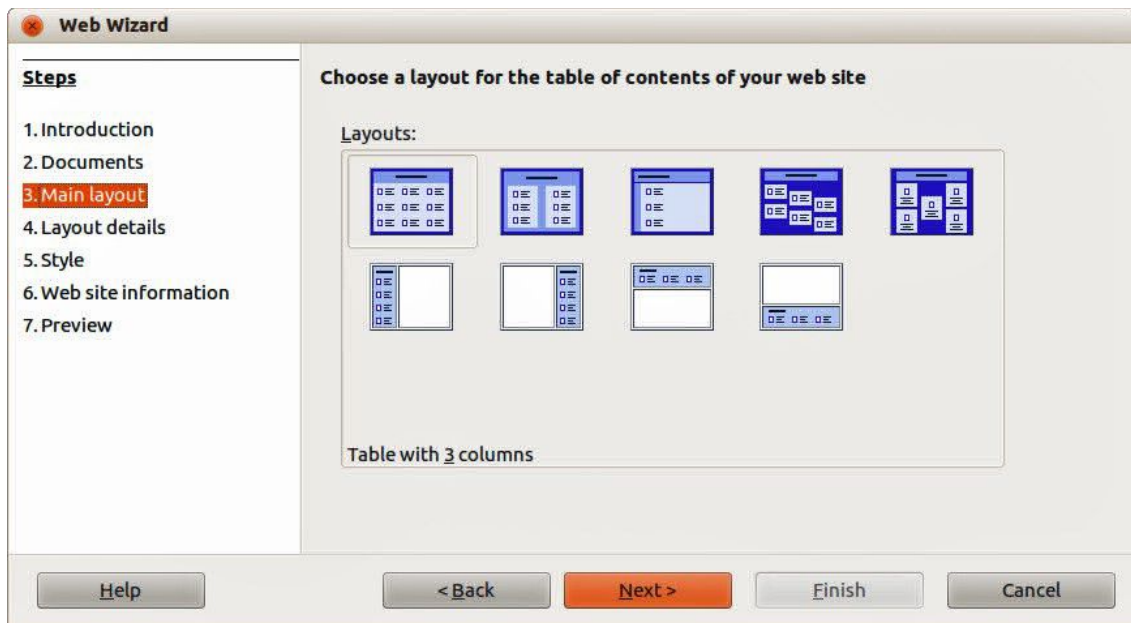 Web Wizard
Steps
1. Introduction
2. Documents
3. Main layout
4. Layout details
5. Style
6. Web site information
7. Preview
Choose a layout for the table of contents of your web site
Layouts:
Table with 3 columns
Help
< Back
Next >
Finish
Cancel